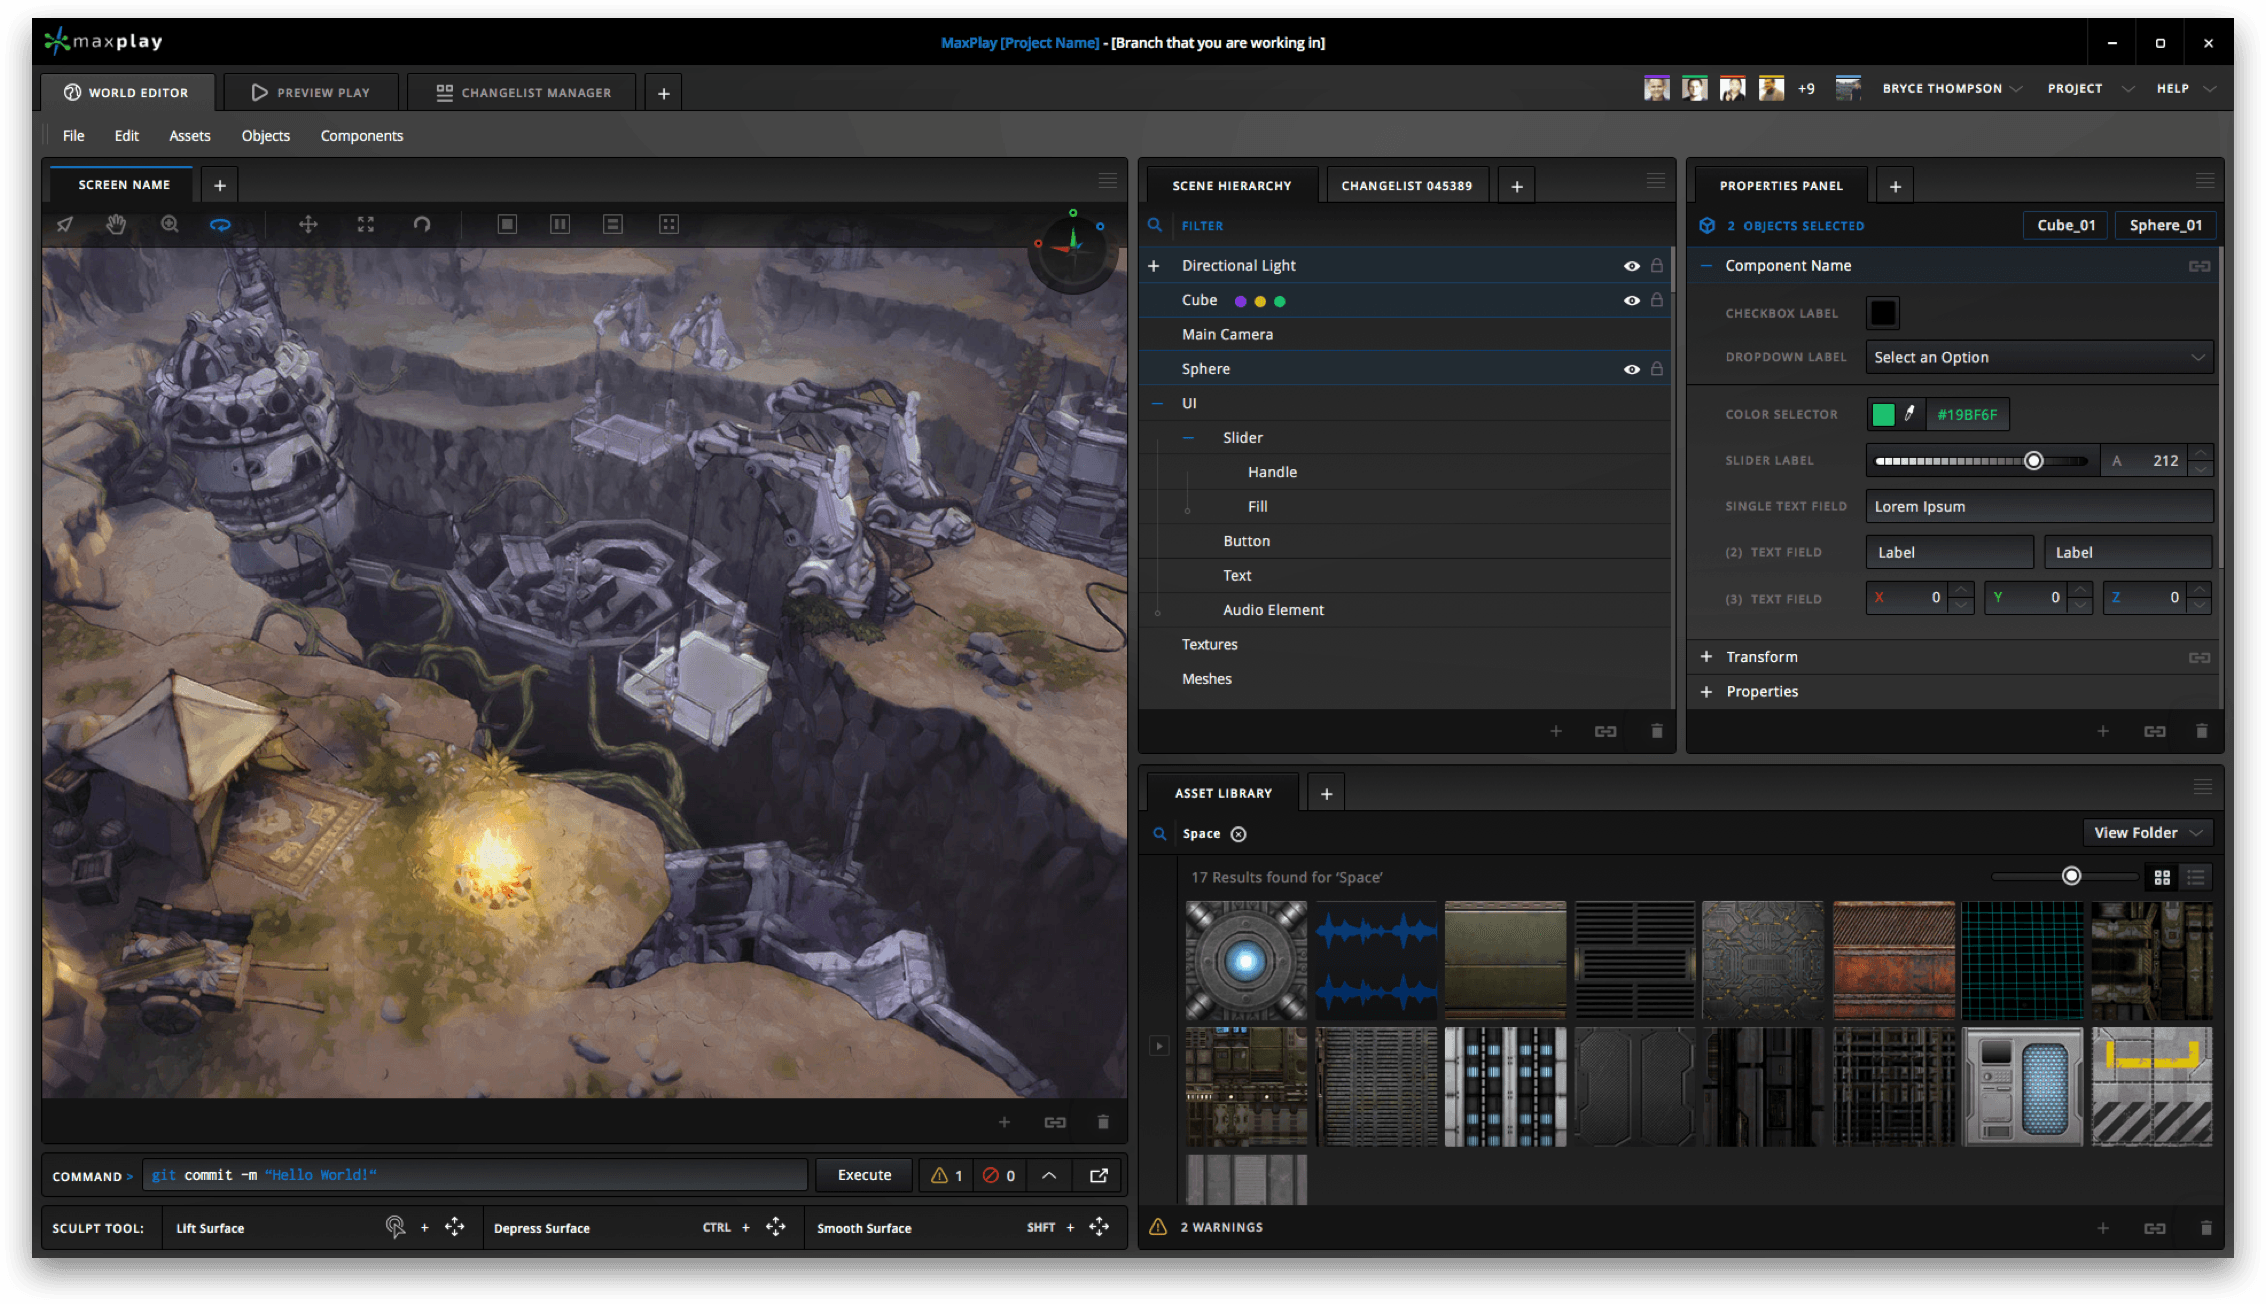 maxplay
MaxPlay [Project Name] - [Branch that you are working in]
WORLD EDITOR
PREVIEW PLAY
CHANGELIST MANAGER
+
+9
BRYCE THOMPSON
PROJECT
HELP
File
Edit
Assets
Objects
Components
SCREEN NAME
+
SCENE HIERARCHY
CHANGELIST 045389
+
FILTER
+ Directional Light
Cube
Main Camera
Sphere
UI
Slider
Handle
Fill
Button
Text
Audio Element
Textures
Meshes
PROPERTIES PANEL
+
2 OBJECTS SELECTED
Cube_01
Sphere_01
Component Name
CHECKBOX LABEL
DROPDOWN LABEL
Select an Option
COLOR SELECTOR
#19BF6F
SLIDER LABEL
A 212
SINGLE TEXT FIELD
Lorem Ipsum
(2) TEXT FIELD
Label
Label
(3) TEXT FIELD
X 0
Y 0
Z 0
+ Transform
+ Properties
ASSET LIBRARY
+
Space
View Folder
17 Results found for ‘Space’
2 WARNINGS
COMMAND >
git commit -m “Hello World!“
Execute
1
0
SCULPT TOOL:
Lift Surface
+
Depress Surface
CTRL +
Smooth Surface
SHFT +